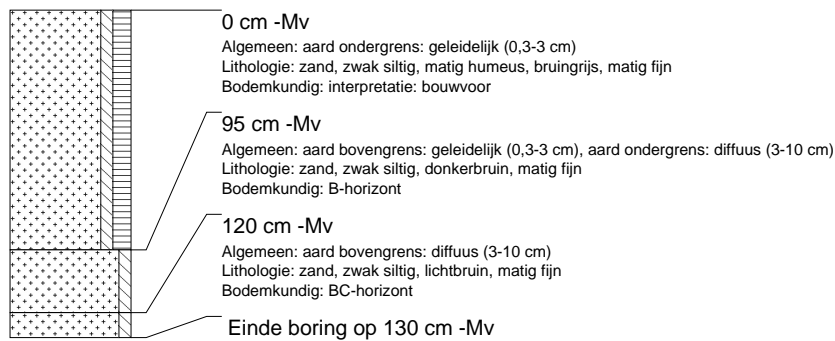 0 cm -Mv
Algemeen: aard ondergrens: geleidelijk (0,3-3 cm)
Lithologie: zand, zwak siltig, matig humeus, bruingrijs, matig fijn
Bodemkundig: interpretatie: bouwvoor
95 cm -Mv
Algemeen: aard bovengrens: geleidelijk (0,3-3 cm), aard ondergrens: diffuus (3-10 cm)
Lithologie: zand, zwak siltig, donkerbruin, matig fijn
Bodemkundig: B-horizont
120 cm -Mv
Algemeen: aard bovengrens: diffuus (3-10 cm)
Lithologie: zand, zwak siltig, lichtbruin, matig fijn
Bodemkundig: BC-horizont
Einde boring op 130 cm -Mv